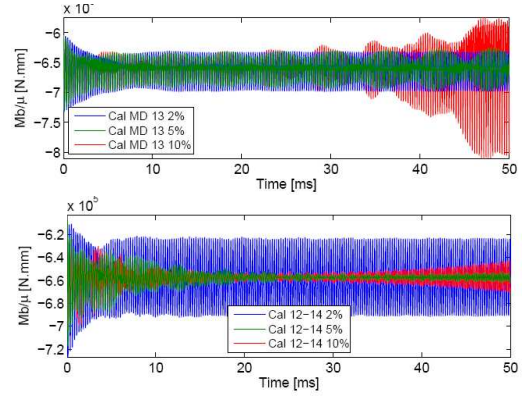 x 10⁻
−6
−6.5
−7
−7.5
−8
Mb/μ [N.mm]
Cal MD 13 2%
Cal MD 13 5%
Cal MD 13 10%
0 10 20 30 40 50
Time [ms]
x 10⁵
−6.2
−6.4
−6.6
−6.8
−7
−7.2
Mb/μ [N.mm]
Cal 12−14 2%
Cal 12−14 5%
Cal 12−14 10%
0 10 20 30 40 50
Time [ms]